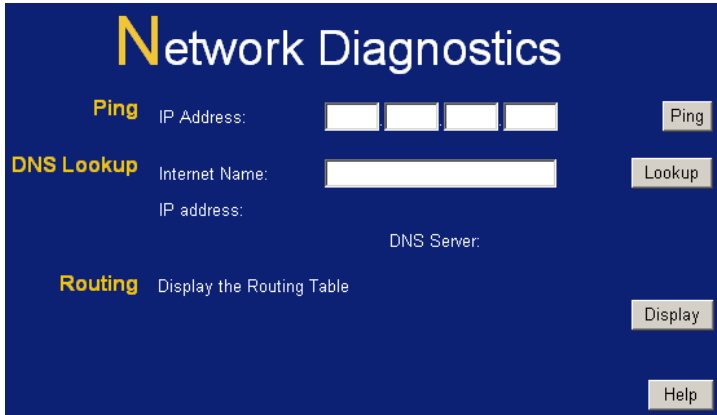 Network Diagnostics
Ping IP Address: . . . Ping
DNS Lookup Internet Name: Lookup
IP address:
DNS Server:
Routing Display the Routing Table
Display
Help